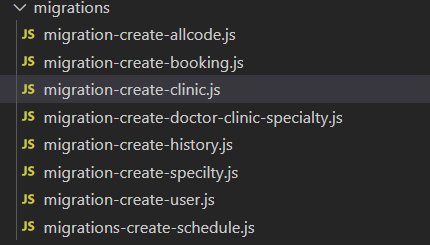 migrations
JS migration-create-allcode.js
JS migration-create-booking.js
JS migration-create-clinic.js
JS migration-create-doctor-clinic-specialty.js
JS migration-create-history.js
JS migration-create-specilty.js
JS migration-create-user.js
JS migrations-create-schedule.js